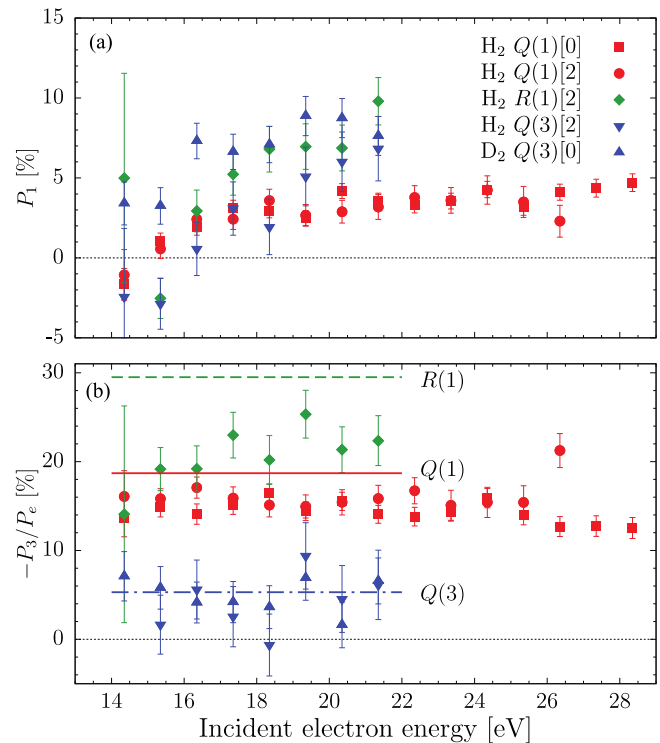 15
(a)
H₂ Q(1)[0]
H₂ Q(1)[2]
10
H₂ R(1)[2]
H₂ Q(3)[2]
D₂ Q(3)[0]
P₁ [%]
5
0
-5
30
(b)
R(1)
20
Q(1)
−P₃/Pₑ [%]
10
Q(3)
0
14 16 18 20 22 24 26 28
Incident electron energy [eV]